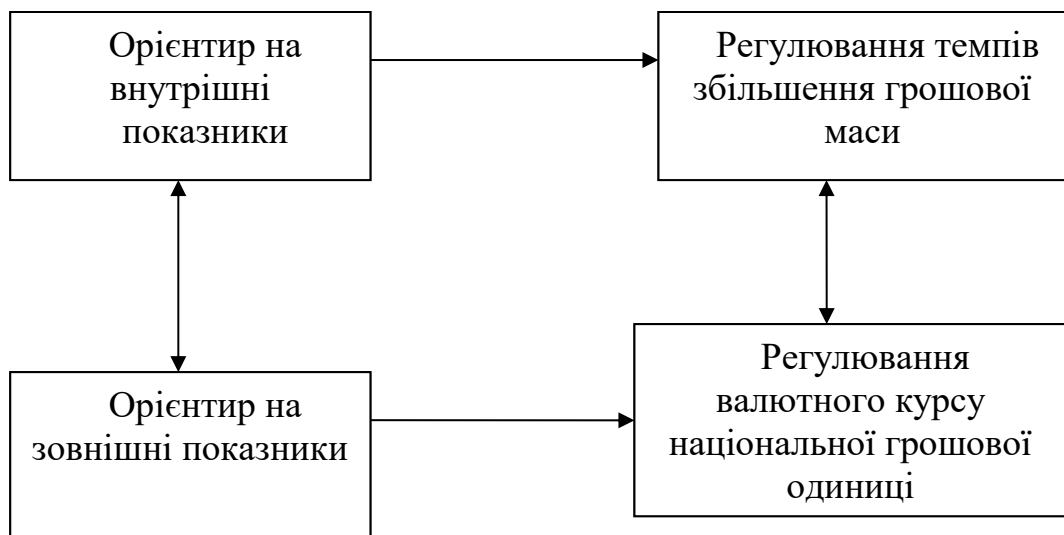 Орієнтир на
внутрішні
показники
Регулювання темпів
збільшення грошової
маси
Орієнтир на
зовнішні показники
Регулювання
валютного курсу
національної грошової
одиниці